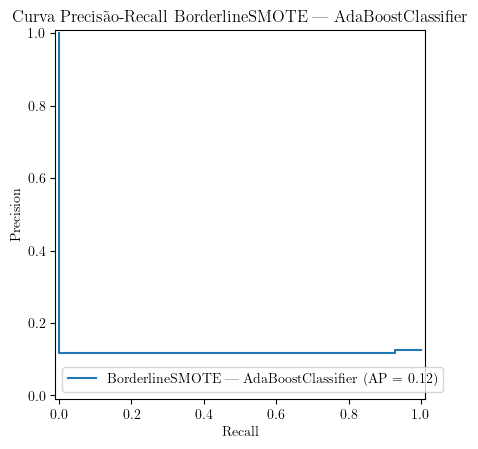 Curva Precisão-Recall BorderlineSMOTE — AdaBoostClassifier
1.0
0.8
0.6
0.4
0.2
0.0
Precision
BorderlineSMOTE — AdaBoostClassifier (AP = 0.12)
0.0 0.2 0.4 0.6 0.8 1.0
Recall